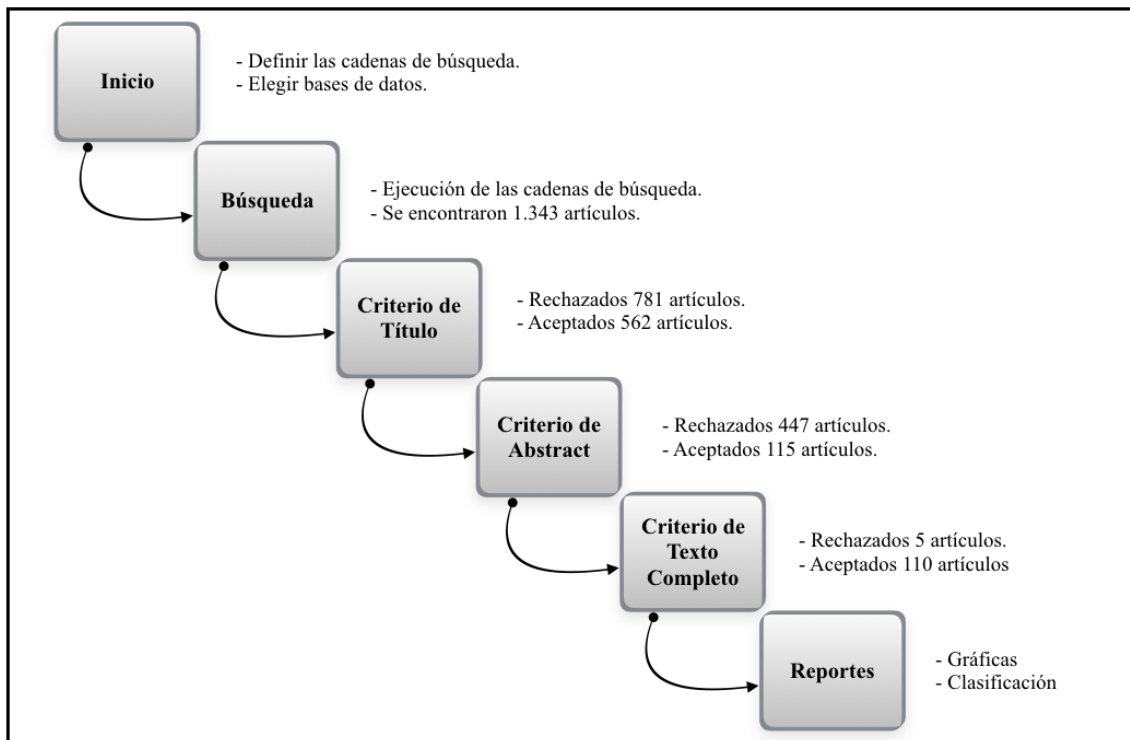 Inicio
- Definir las cadenas de búsqueda.
- Elegir bases de datos.
Búsqueda
- Ejecución de las cadenas de búsqueda.
- Se encontraron 1.343 artículos.
Criterio de
Título
- Rechazados 781 artículos.
- Aceptados 562 artículos.
Criterio de
Abstract
- Rechazados 447 artículos.
- Aceptados 115 artículos.
Criterio de
Texto
Completo
- Rechazados 5 artículos.
- Aceptados 110 artículos
Reportes
- Gráficas
- Clasificación